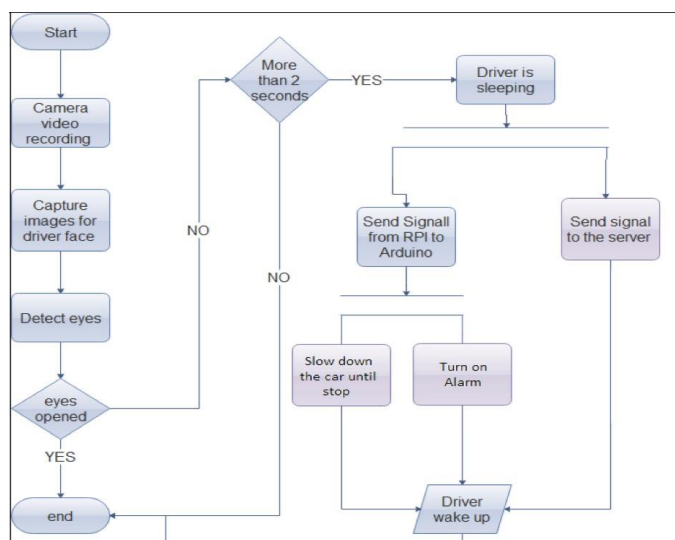 Start
Camera
video
recording
Capture
images for
driver face
Detect eyes
eyes
opened
YES
end
NO
More
than 2
seconds
NO
YES
Driver is
sleeping
Send Signall
from RPI to
Arduino
Send signal
to the server
Slow down
the car until
stop
Turn on
Alarm
Driver
wake up